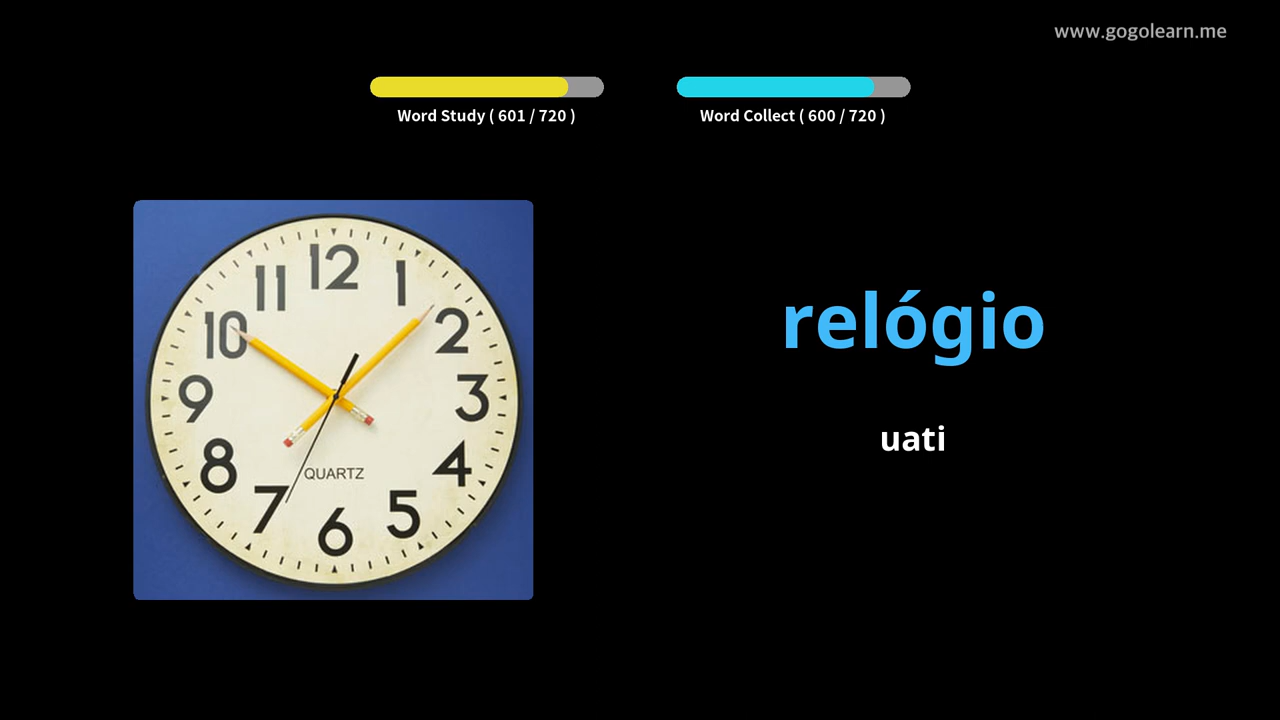 www.gogolearn.me
Word Study ( 601 / 720 )
Word Collect ( 600 / 720 )
12
11
1
10
2
9
3
8
4
7
5
6
QUARTZ
relógio
uati